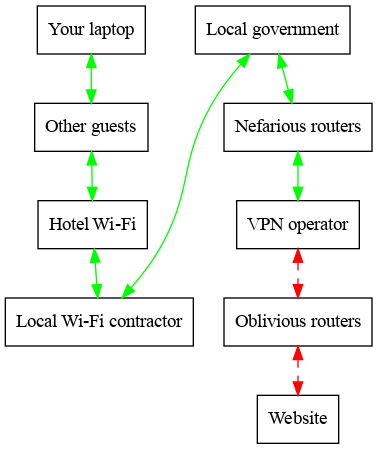 Your laptop
Local government
Other guests
Nefarious routers
Hotel Wi-Fi
VPN operator
Local Wi-Fi contractor
Oblivious routers
Website